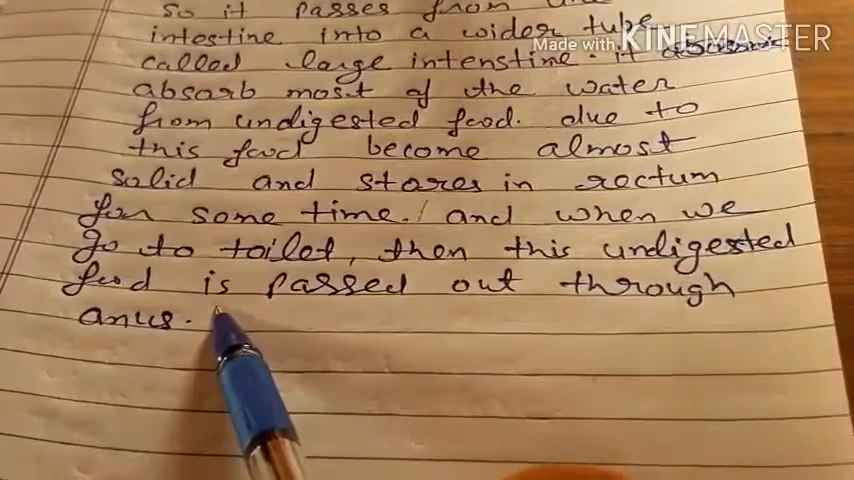 so it passes from
intestine into a wider tube
Made with KINEMASTER
called large intenstine. it
absorb most of the water
from undigested food. due to
this food become almost
solid and stores in rectum
for some time. and when we
go to toilet, then this undigested
food is passed out through
anus.